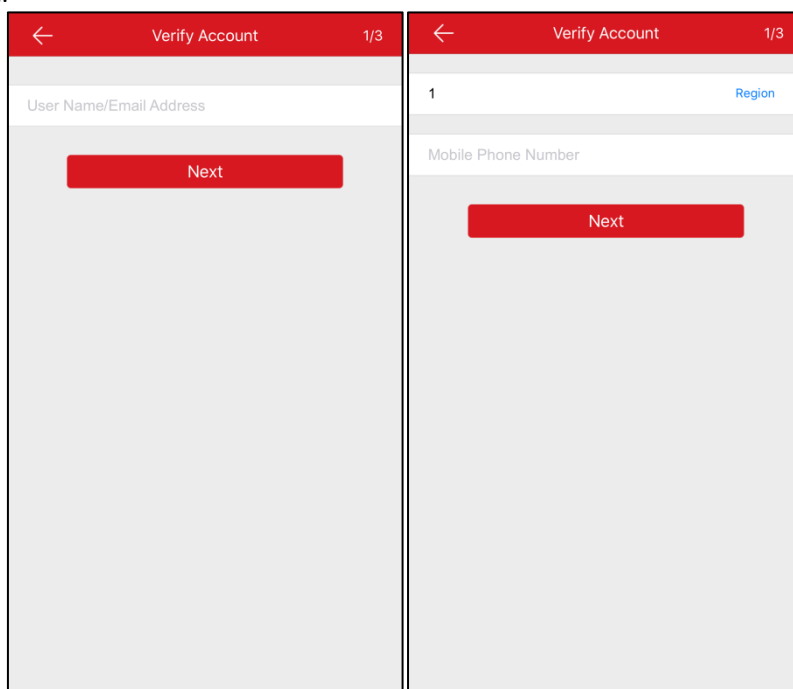 Verify Account 1/3
User Name/Email Address
Next
Verify Account 1/3
1 Region
Mobile Phone Number
Next